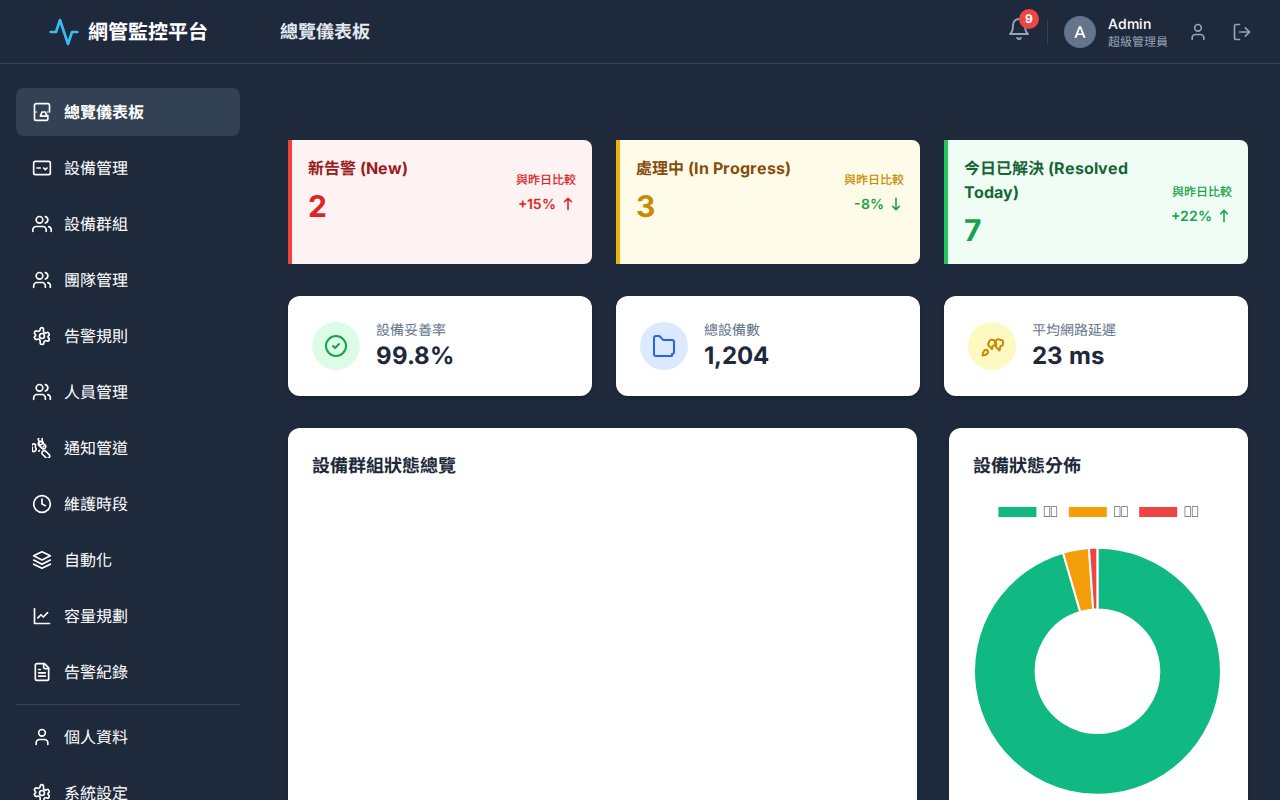 網管監控平台
總覽儀表板
9
A
Admin
超級管理員
總覽儀表板
設備管理
設備群組
團隊管理
告警規則
人員管理
通知管道
維護時段
自動化
容量規劃
告警紀錄
個人資料
系統設定
新告警 (New)
2
與昨日比較
+15% ↑
處理中 (In Progress)
3
與昨日比較
-8% ↓
今日已解決 (Resolved
Today)
7
與昨日比較
+22% ↑
設備妥善率
99.8%
總設備數
1,204
平均網路延遲
23 ms
設備群組狀態總覽
設備狀態分佈